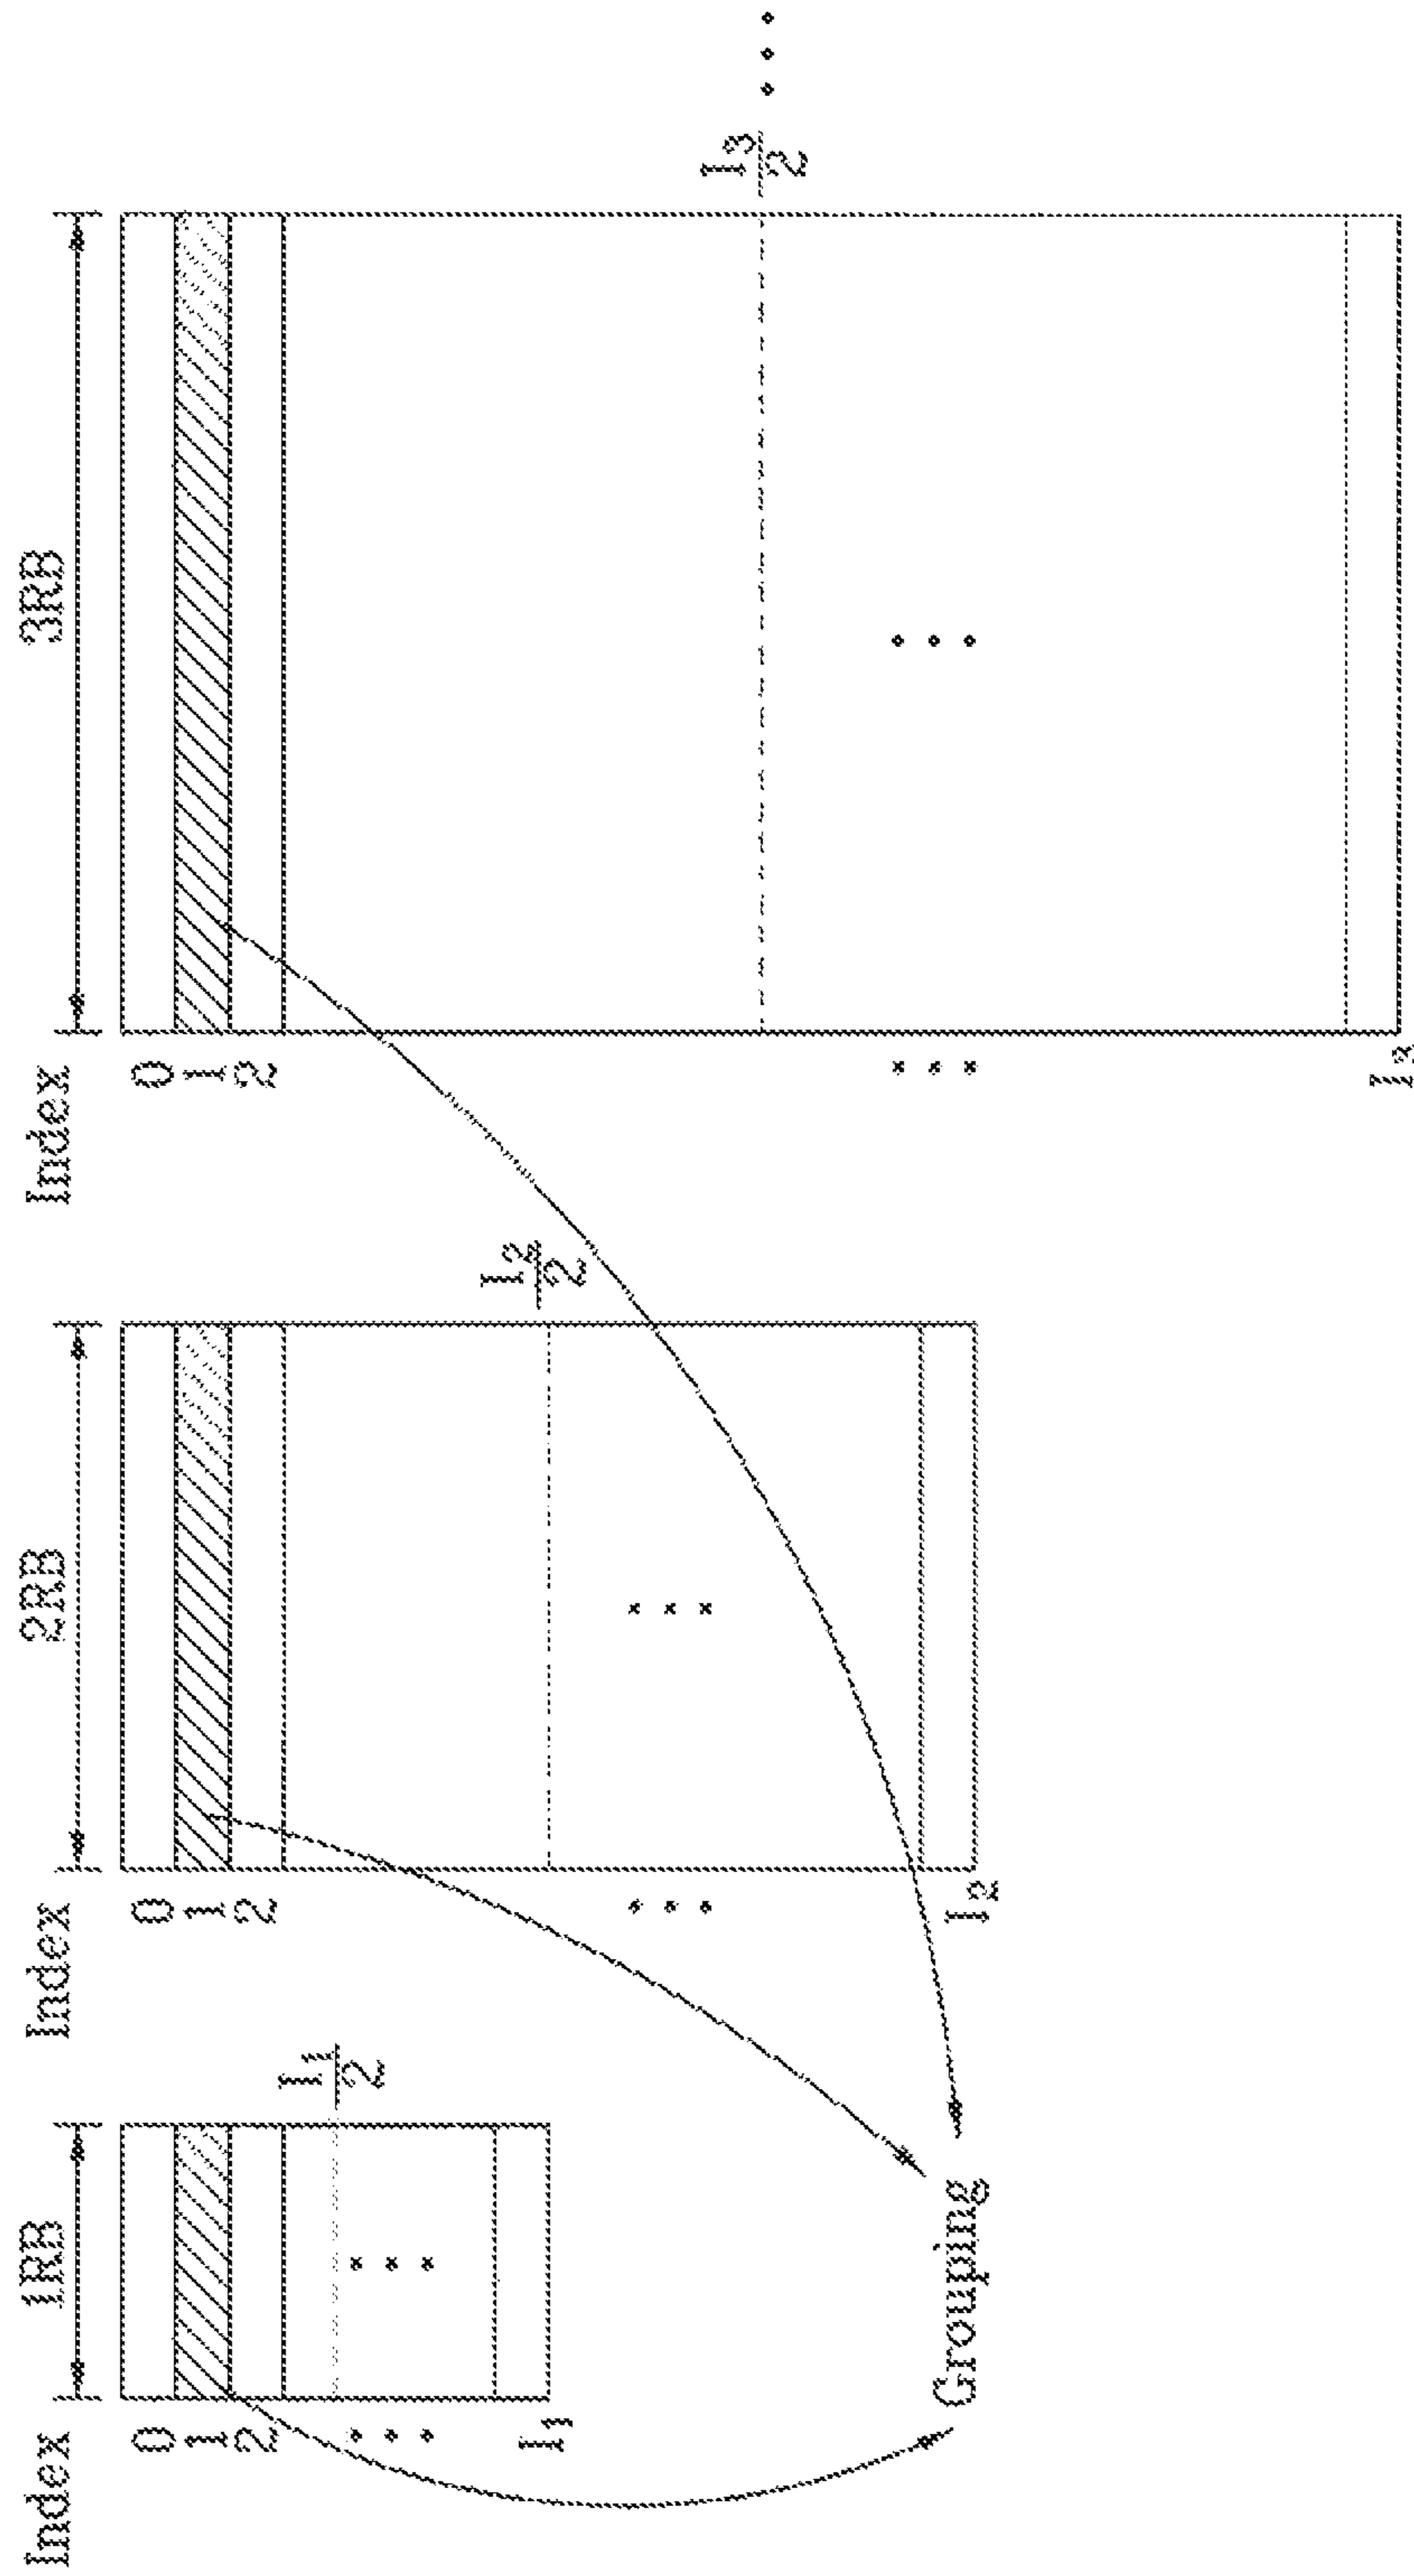 1RB
Index
0
1
2
I₁
I₁/2
2RB
Index
0
1
2
I₂
I₂/2
3RB
Index
0
1
2
I₃
I₃/2
Grouping